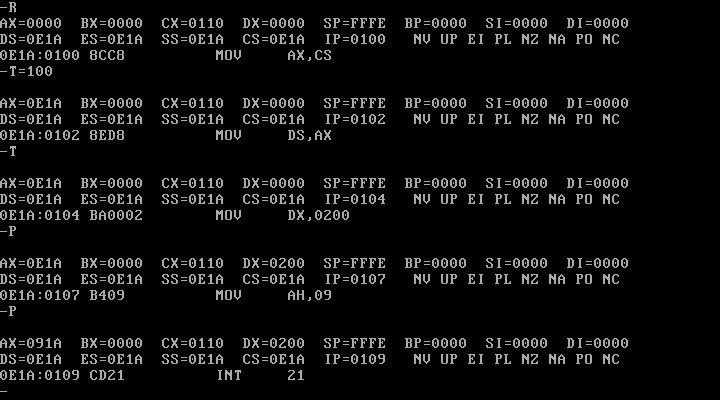 -R
AX=0000  BX=0000  CX=0110  DX=0000  SP=FFFE  BP=0000  SI=0000  DI=0000
DS=0E1A  ES=0E1A  SS=0E1A  CS=0E1A  IP=0100   NV UP EI PL NZ NA PO NC
0E1A:0100 8CC8          MOV     AX,CS
-T=100
AX=0E1A  BX=0000  CX=0110  DX=0000  SP=FFFE  BP=0000  SI=0000  DI=0000
DS=0E1A  ES=0E1A  SS=0E1A  CS=0E1A  IP=0102   NV UP EI PL NZ NA PO NC
0E1A:0102 8ED8          MOV     DS,AX
-T
AX=0E1A  BX=0000  CX=0110  DX=0000  SP=FFFE  BP=0000  SI=0000  DI=0000
DS=0E1A  ES=0E1A  SS=0E1A  CS=0E1A  IP=0104   NV UP EI PL NZ NA PO NC
0E1A:0104 BA0002        MOV     DX,0200
-P
AX=0E1A  BX=0000  CX=0110  DX=0200  SP=FFFE  BP=0000  SI=0000  DI=0000
DS=0E1A  ES=0E1A  SS=0E1A  CS=0E1A  IP=0107   NV UP EI PL NZ NA PO NC
0E1A:0107 B409          MOV     AH,09
-P
AX=091A  BX=0000  CX=0110  DX=0200  SP=FFFE  BP=0000  SI=0000  DI=0000
DS=0E1A  ES=0E1A  SS=0E1A  CS=0E1A  IP=0109   NV UP EI PL NZ NA PO NC
0E1A:0109 CD21          INT     21
-